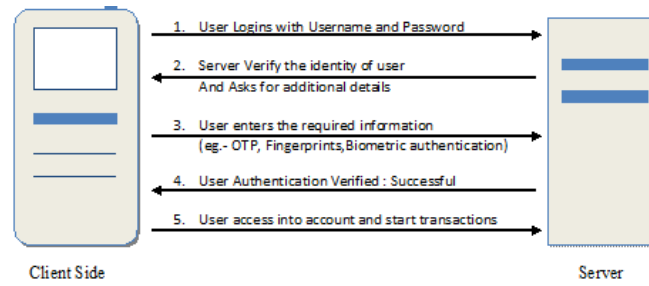 1. User Logins with Username and Password
2. Server Verify the identity of user
And Asks for additional details
3. User enters the required information
(eg.- OTP, Fingerprints,Biometric authentication)
4. User Authentication Verified : Successful
5. User access into account and start transactions
Client Side
Server